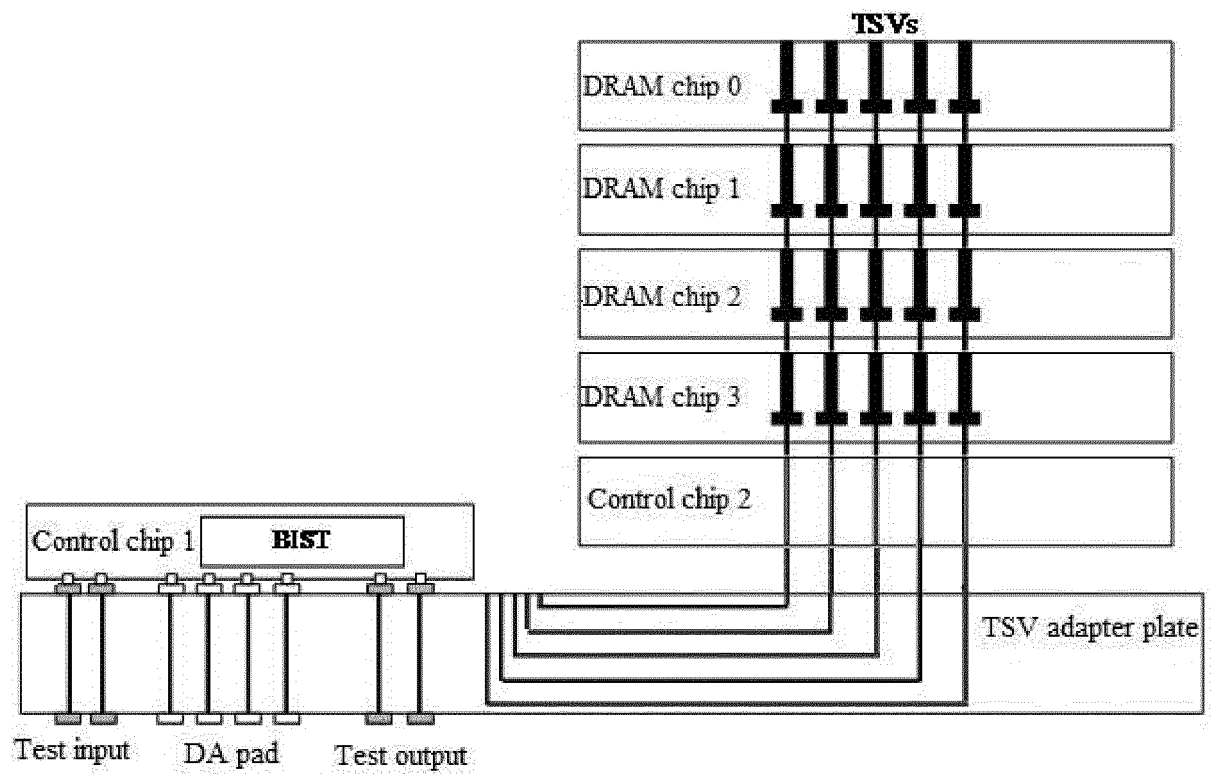 TSVs
DRAM chip 0
DRAM chip 1
DRAM chip 2
DRAM chip 3
Control chip 2
Control chip 1
BIST
TSV adapter plate
Test input
DA pad
Test output